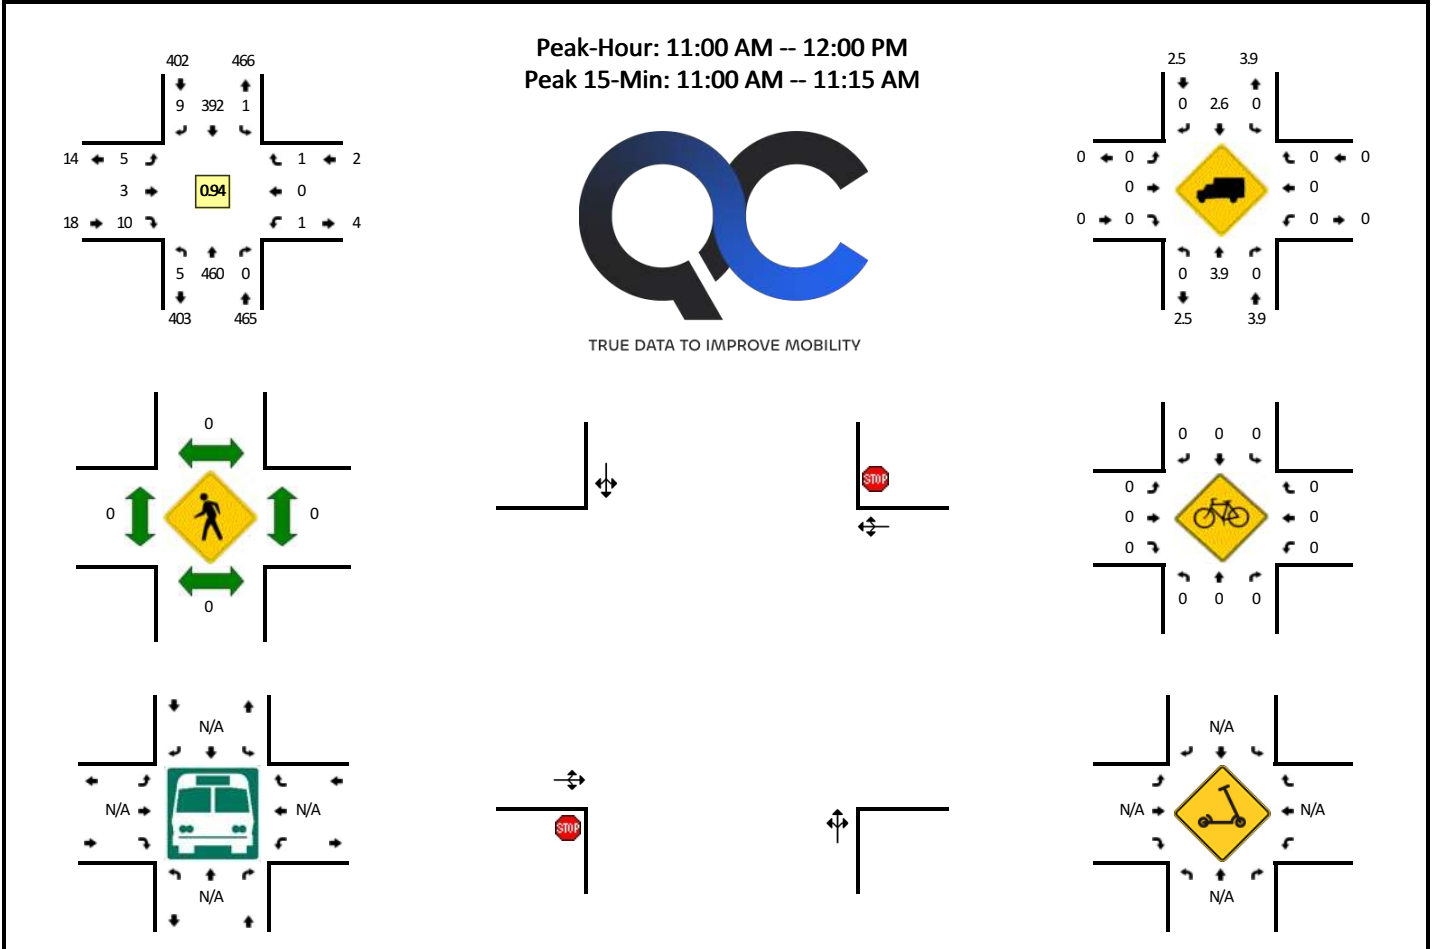 Peak-Hour: 11:00 AM -- 12:00 PM
Peak 15-Min: 11:00 AM -- 11:15 AM
402 466
9 392 1
14 5 1 2
3 0.94 0
18 10 1 4
5 460 0
403 465
QC
TRUE DATA TO IMPROVE MOBILITY
2.5 3.9
0 2.6 0
0 0 0 0
0 0
0 0 0 0
0 3.9 0
2.5 3.9
0
0 0
0
STOP
STOP
0 0 0
0 0
0 0
0 0
0 0 0
N/A
N/A N/A
N/A
N/A
N/A N/A
N/A